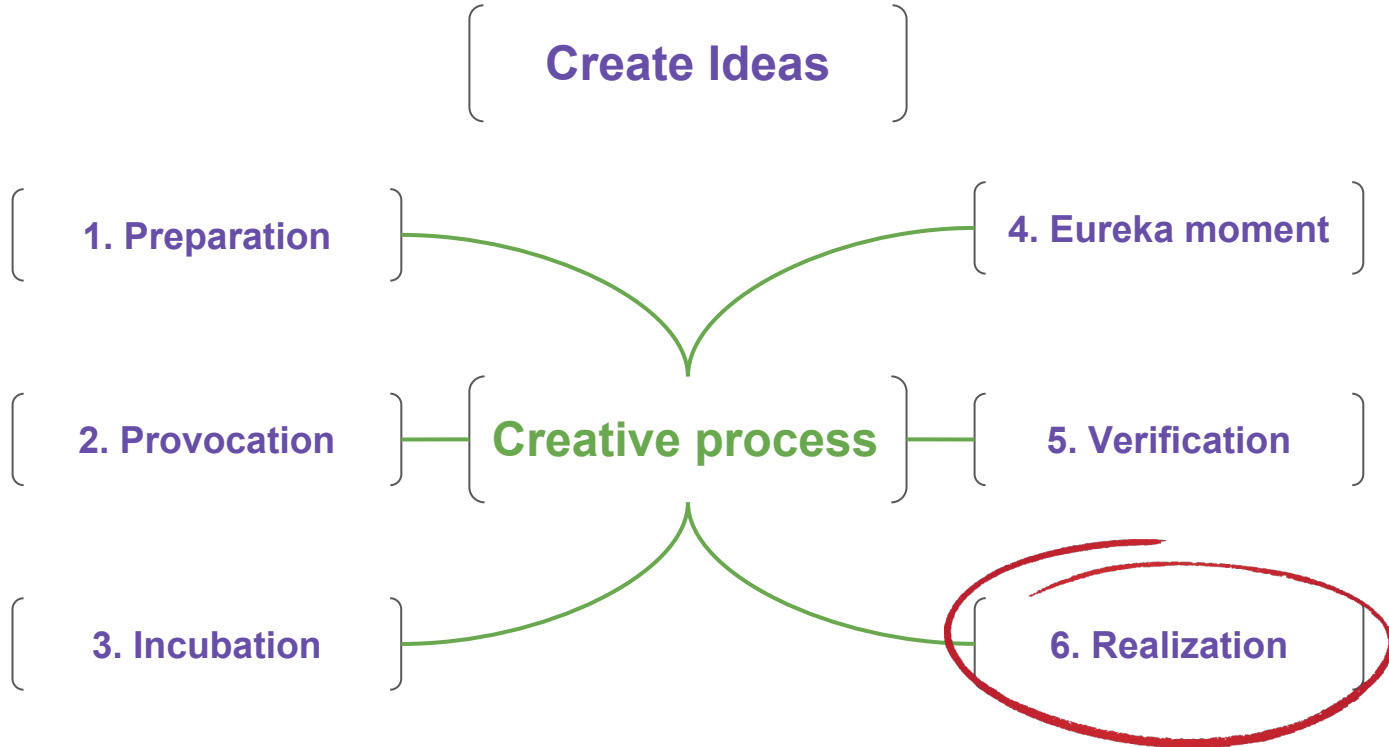 Create Ideas
1. Preparation
4. Eureka moment
2. Provocation
Creative process
5. Verification
3. Incubation
6. Realization